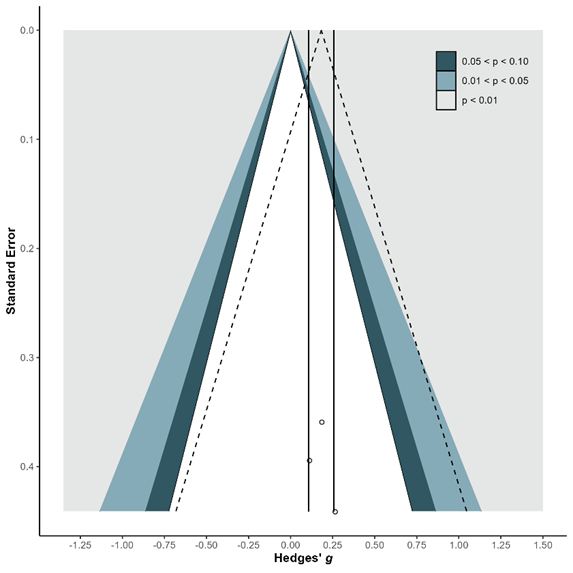 0.0
0.05 < p < 0.10
0.01 < p < 0.05
p < 0.01
0.1
0.2
0.3
0.4
Standard Error
-1.25 -1.00 -0.75 -0.50 -0.25 0.00 0.25 0.50 0.75 1.00 1.25 1.50
Hedges' g